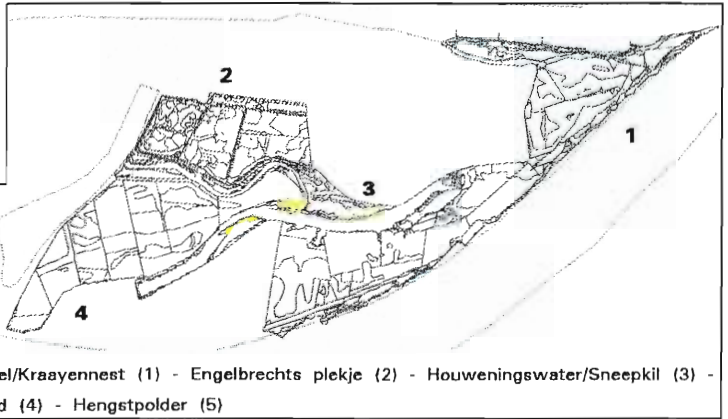 2
1
3
4
el/Kraayennest (1) - Engelbrechts plekje (2) - Houweningswater/Sneepkil (3) -
d (4) - Hengstpolder (5)